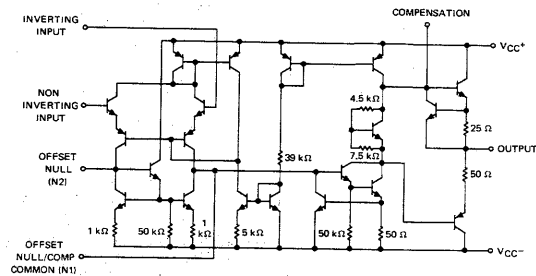 COMPENSATION
INVERTING
INPUT
VCC+
NON
INVERTING
INPUT
4.5 kΩ
25 Ω
OUTPUT
7.5 kΩ
39 kΩ
50 Ω
OFFSET
NULL
(N2)
1 kΩ
50 kΩ
1
kΩ
5 kΩ
50 kΩ
50 Ω
VCC−
OFFSET
NULL/COMP
COMMON (N1)